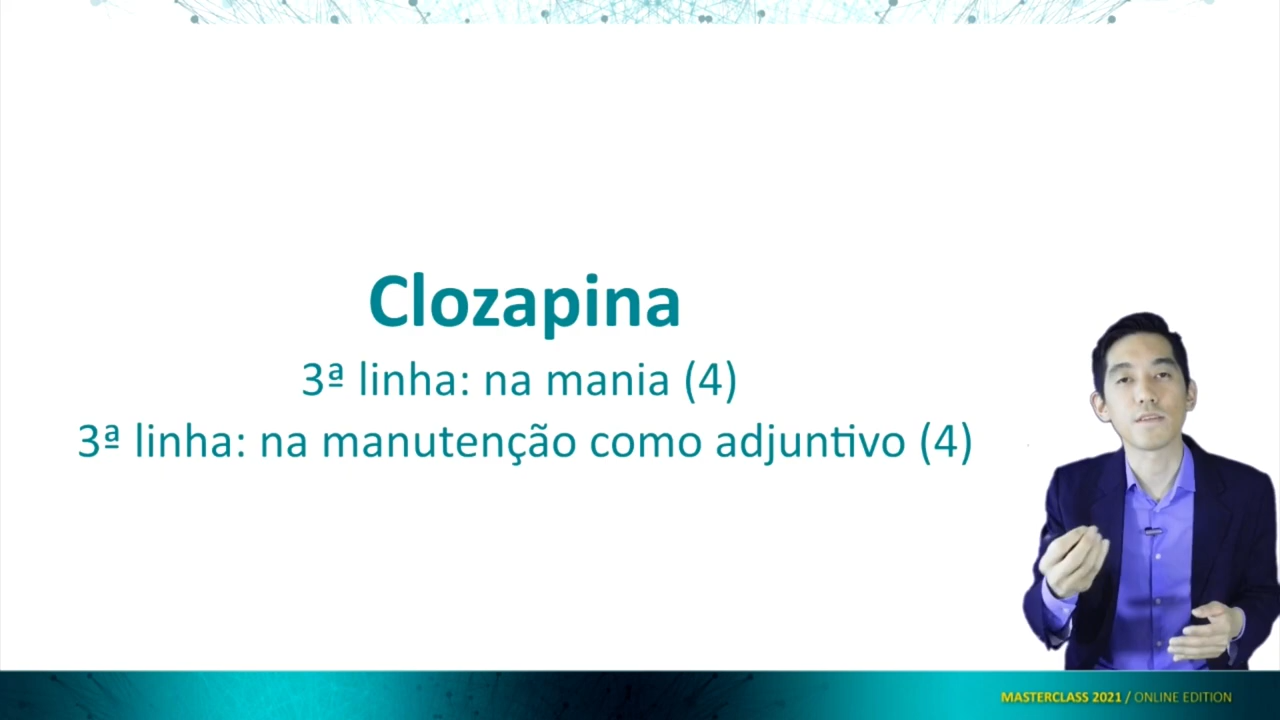 Clozapina
3ª linha: na mania (4)
3ª linha: na manutenção como adjuntivo (4)
MASTERCLASS 2021 / ONLINE EDITION